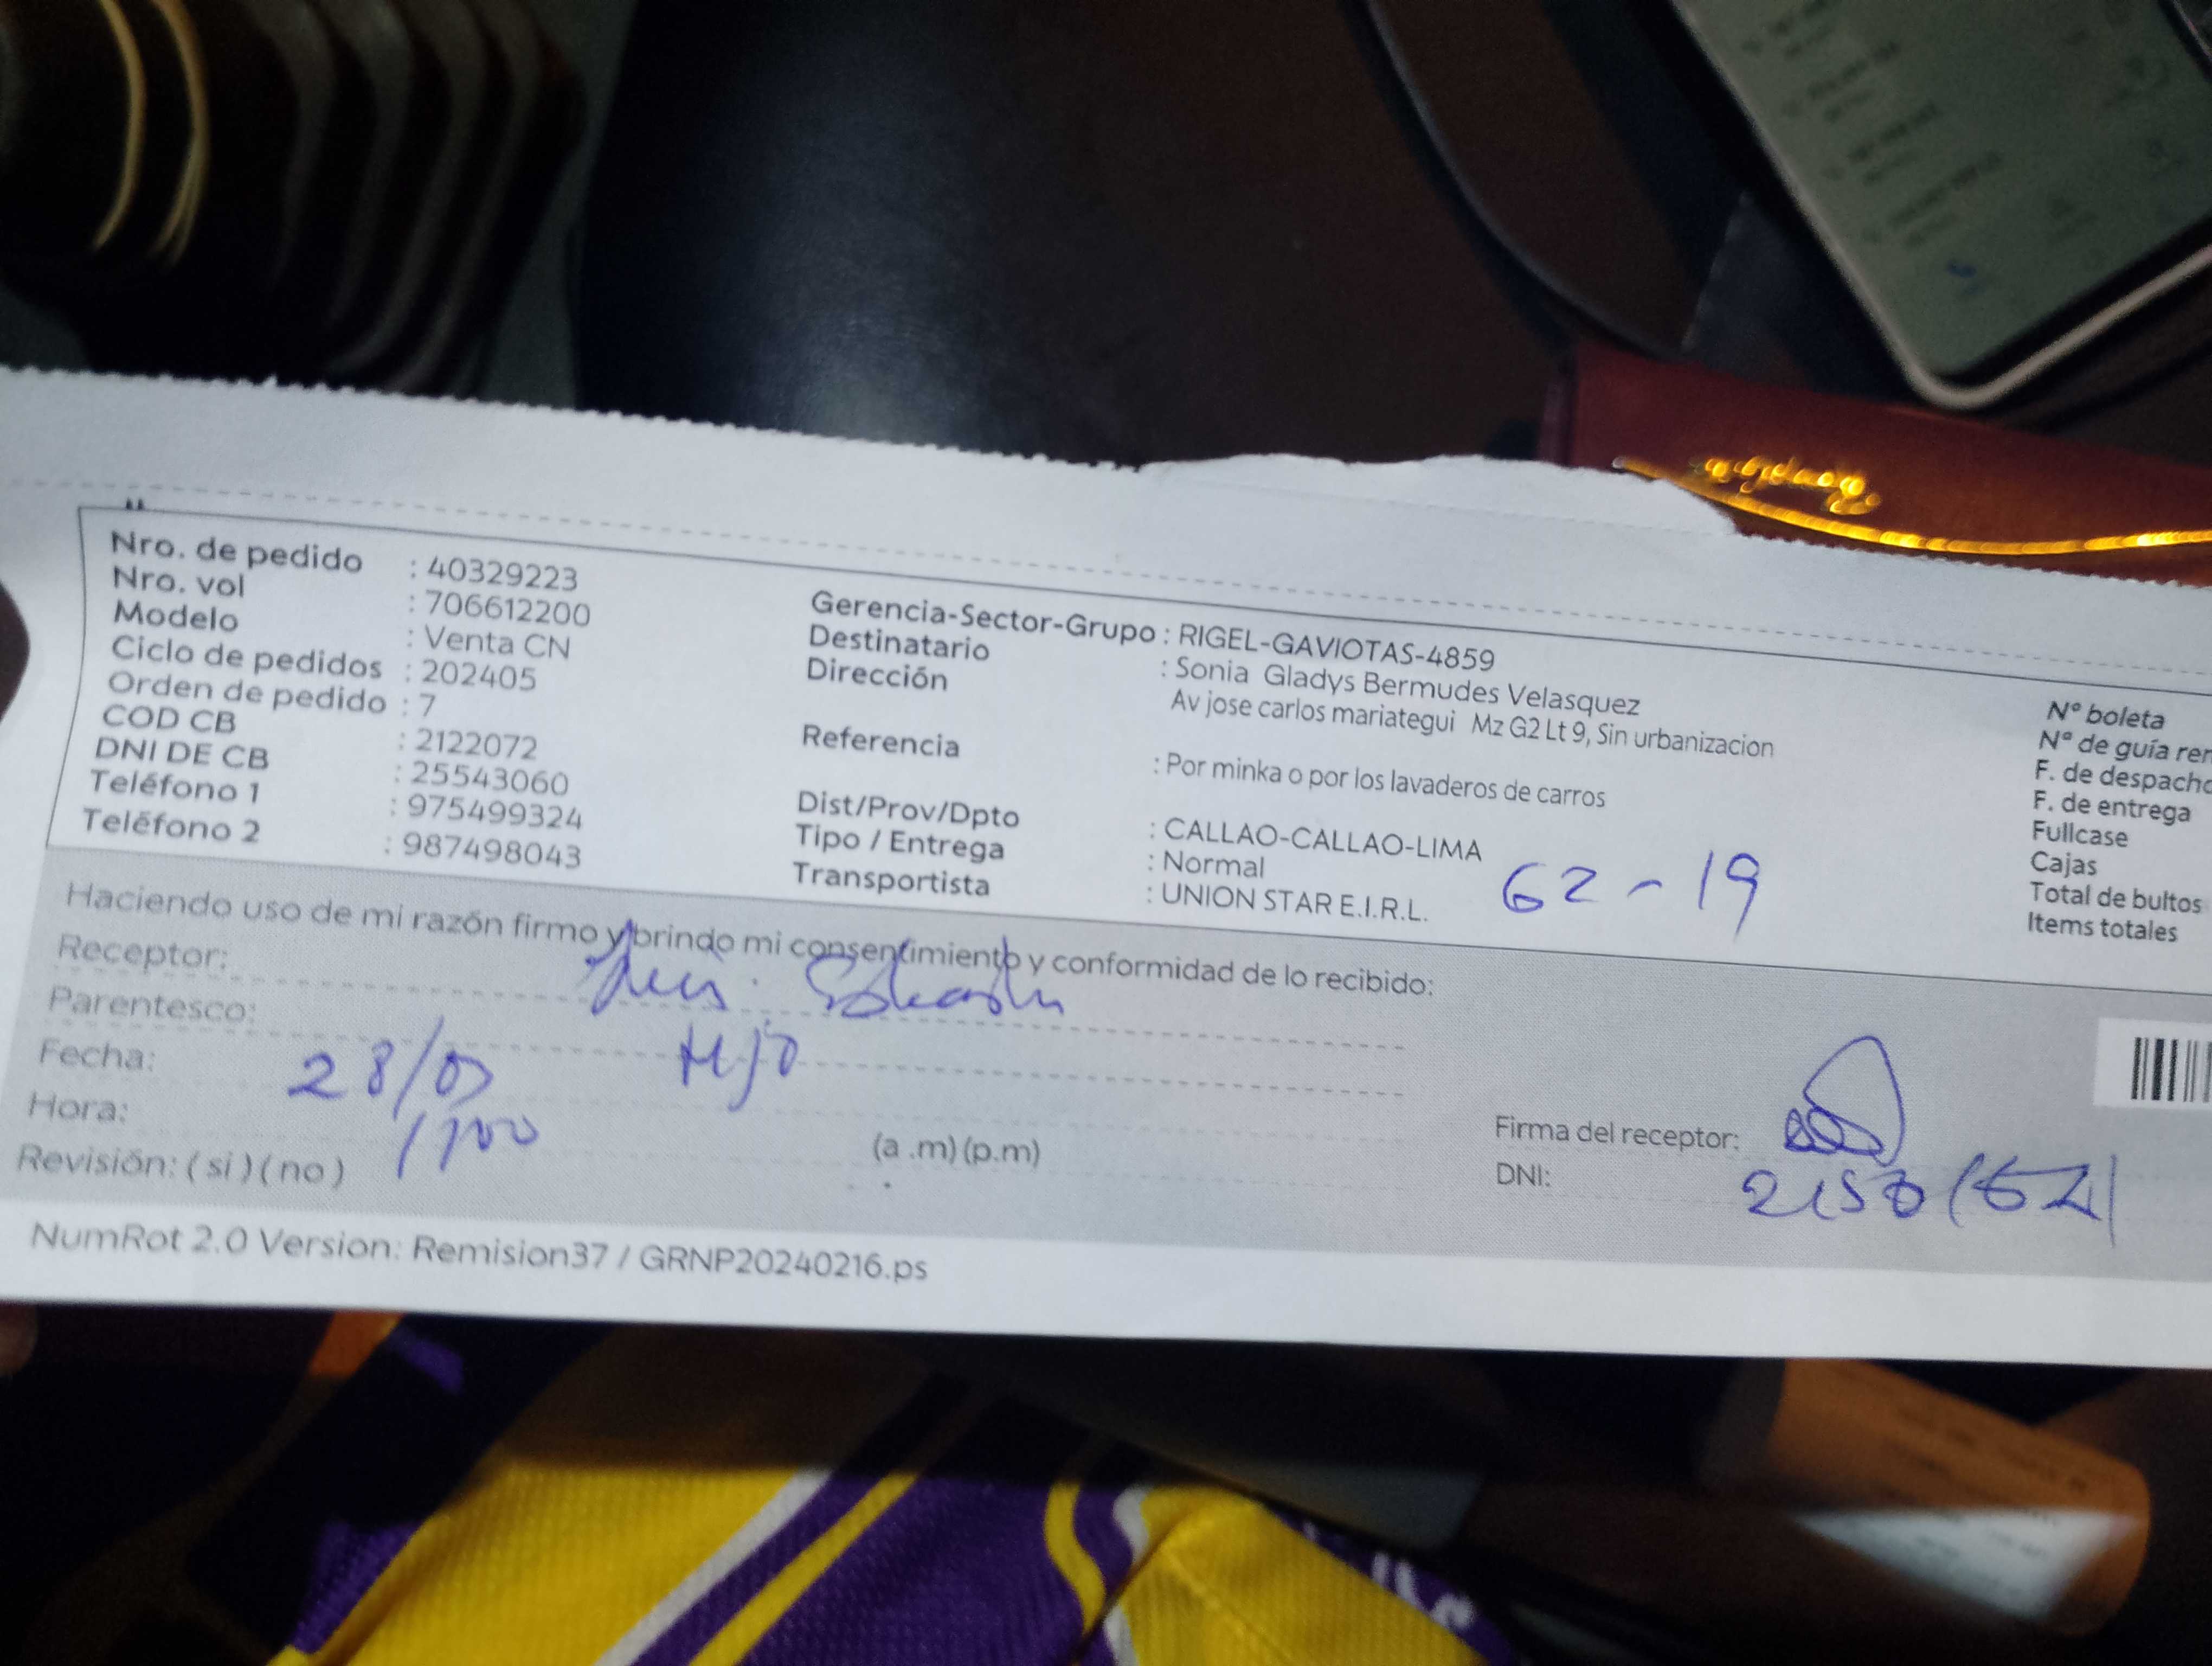 Nro. de pedido : 40329223
Nro. vol : 706612200
Modelo : Venta CN
Ciclo de pedidos : 202405
Orden de pedido : 7
COD CB : 2122072
DNI DE CB : 25543060
Teléfono 1 : 975499324
Teléfono 2 : 987498043
Gerencia-Sector-Grupo : RIGEL-GAVIOTAS-4859
Destinatario : Sonia Gladys Bermudes Velasquez
Dirección Av jose carlos mariategui Mz G2 Lt 9, Sin urbanizacion
Referencia : Por minka o por los lavaderos de carros
Dist/Prov/Dpto : CALLAO-CALLAO-LIMA
Tipo / Entrega : Normal
Transportista : UNION STAR E.I.R.L.
62-19
Nº boleta
Nº de guía rem
F. de despacho
F. de entrega
Fullcase
Cajas
Total de bultos
Items totales
Haciendo uso de mi razón firmo y brindo mi consentimiento y conformidad de lo recibido:
Receptor:
Parentesco: Hijo
Fecha: 28/03
Hora: (a .m) (p.m)
Revisión: ( si ) ( no )
Firma del receptor:
DNI:
NumRot 2.0 Version: Remision37 / GRNP20240216.ps